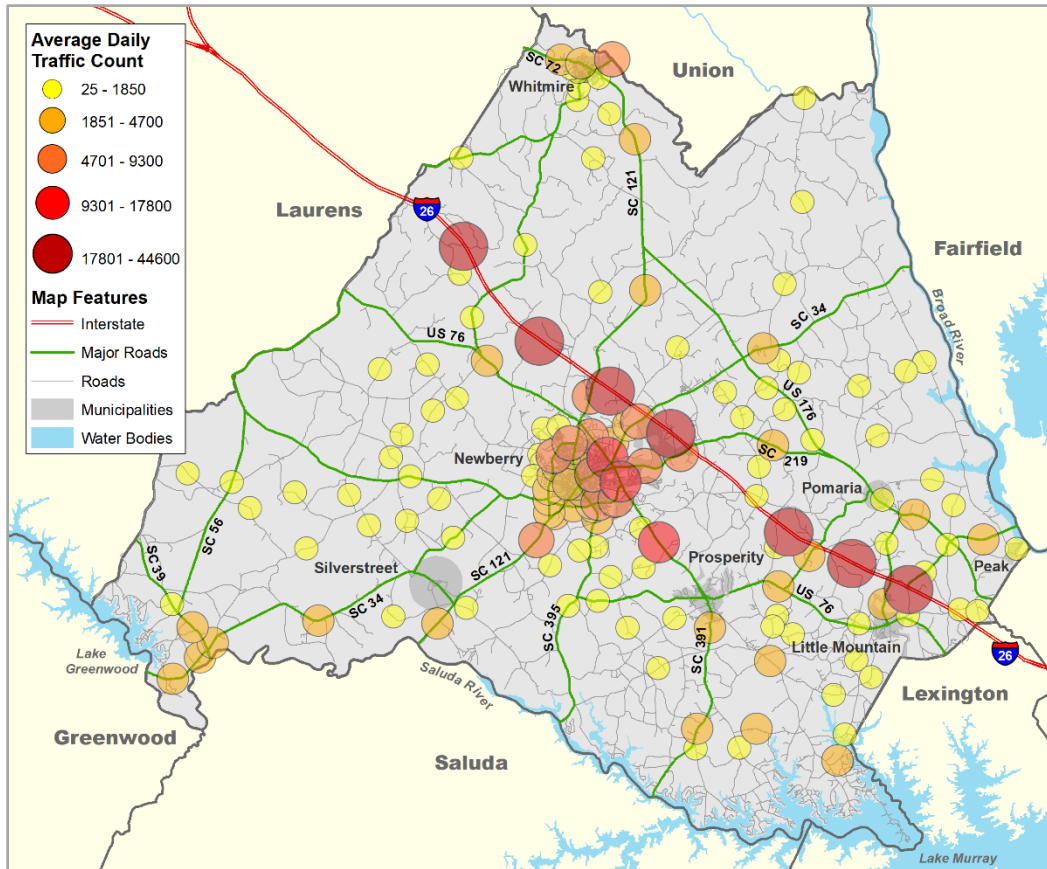 Average Daily
Traffic Count
25 - 1850
1851 - 4700
4701 - 9300
9301 - 17800
17801 - 44600
Map Features
Interstate
Major Roads
Roads
Municipalities
Water Bodies
SC 72
Whitmire
Union
SC 121
Laurens
26
Fairfield
Broad River
SC 34
US 76
US 176
Newberry
SC 219
Pomaria
SC 56
SC 39
Silverstreet
SC 121
Prosperity
Peak
SC 34
US 76
SC 395
SC 391
Little Mountain
Lake
Greenwood
26
Saluda River
Lexington
Greenwood
Saluda
Lake Murray